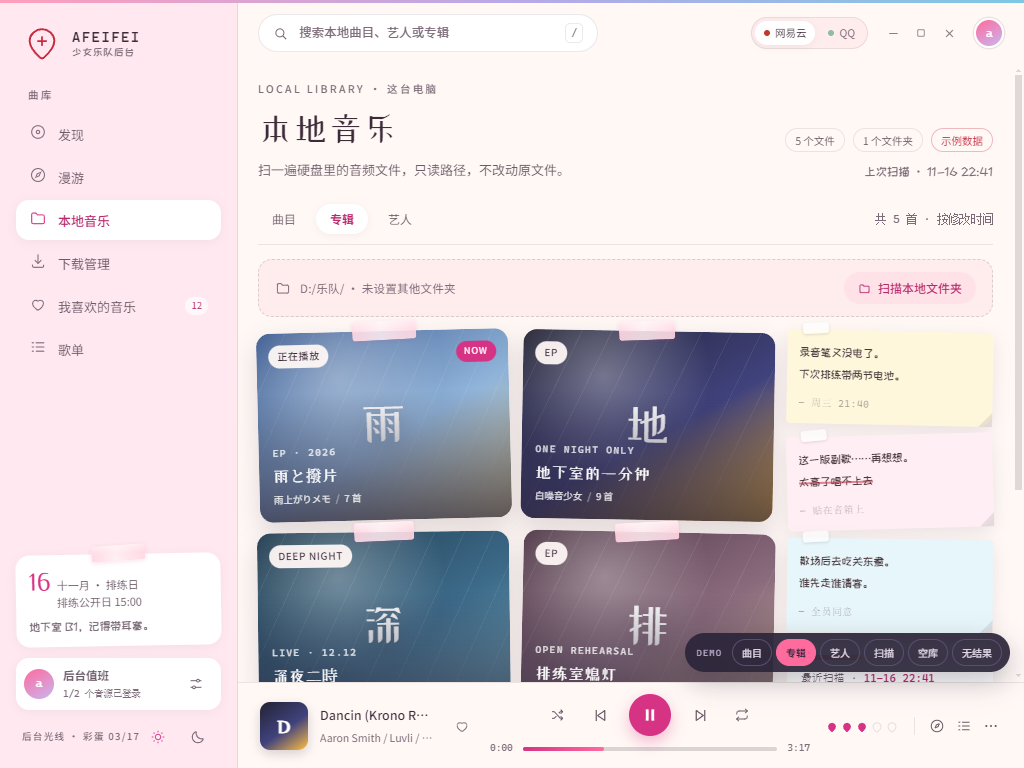 AFEIFEI
少女乐队后台
曲库
发现
漫游
本地音乐
下载管理
我喜欢的音乐
12
歌单
16
十一月 • 排练日
排练公开日 15:00
地下室 B1，记得带耳塞。
a
后台值班
1/2 个音源已登录
后台光线 • 彩蛋 03/17
搜索本地曲目、艺人或专辑
/
网易云
QQ
a
LOCAL LIBRARY • 这台电脑
本地音乐
扫一遍硬盘里的音频文件，只读路径，不改动原文件。
5 个文件
1 个文件夹
示例数据
上次扫描 • 11-16 22:41
曲目
专辑
艺人
共 5 首 · 按修改时间
D:/乐队/ • 未设置其他文件夹
扫描本地文件夹
正在播放
NOW
雨
EP · 2026
雨と撥片
雨上がりメモ / 7 首
EP
地
ONE NIGHT ONLY
地下室的一分钟
白噪音少女 / 9 首
录音笔又没电了。
下次排练带两节电池。
— 周三 21:40
这一版副歌……再想想。
太高了唱不上去
— 贴在音箱上
DEEP NIGHT
深
LIVE · 12.12
深夜二時
EP
排
OPEN REHEARSAL
排练室熄灯
散场后去吃关东煮。
谁先走谁请客。
— 全员同意
DEMO
曲目
专辑
艺人
扫描
空库
无结果
最近扫描 · 11-16 22:41
D
Dancin (Krono R…
Aaron Smith / Luvli / …
0:00
3:17